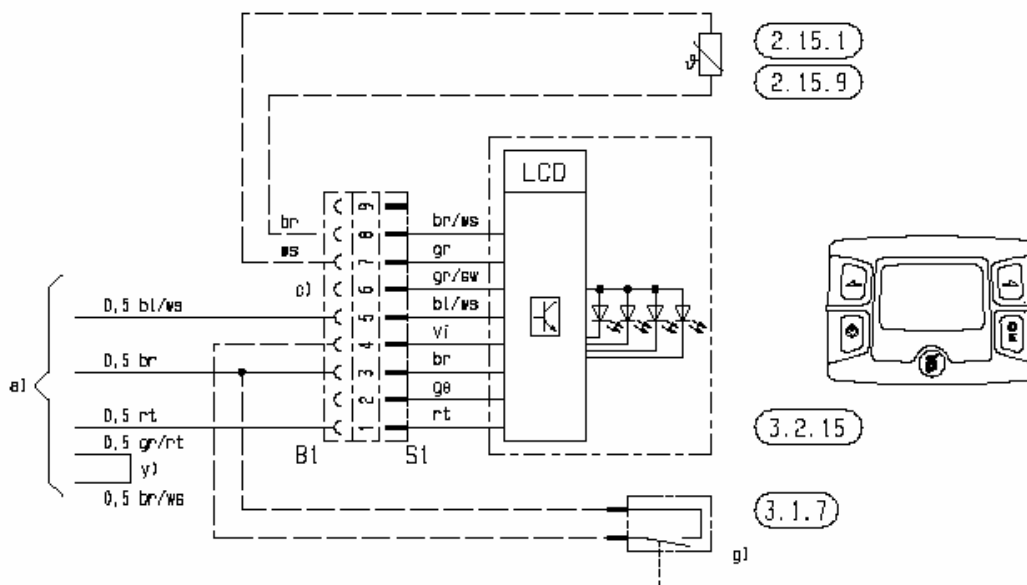 2.15.1
2.15.9
LCD
br
ws
c)
9
8
7
6
5
4
3
2
1
br/ws
gr
gr/sw
bl/ws
vi
br
ge
rt
a)
0,5 bl/ws
0,5 br
0,5 rt
0,5 gr/rt
y)
0,5 br/ws
B1
S1
3.2.15
3.1.7
g)